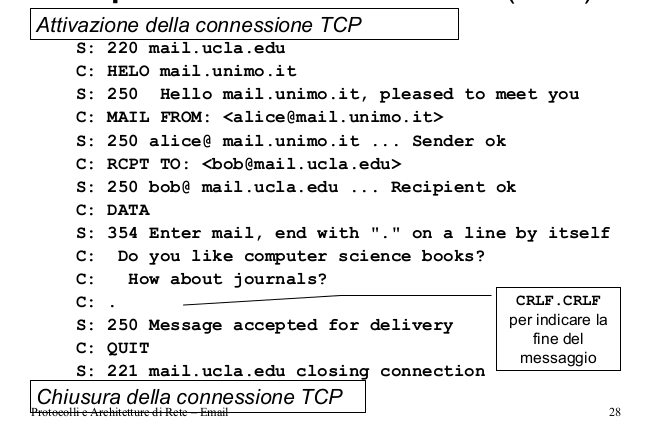 Attivazione della connessione TCP
S: 220 mail.ucla.edu
C: HELO mail.unimo.it
S: 250  Hello mail.unimo.it, pleased to meet you
C: MAIL FROM: <alice@mail.unimo.it>
S: 250 alice@ mail.unimo.it ... Sender ok
C: RCPT TO: <bob@mail.ucla.edu>
S: 250 bob@ mail.ucla.edu ... Recipient ok
C: DATA
S: 354 Enter mail, end with "." on a line by itself
C:  Do you like computer science books?
C:   How about journals?
C: .
CRLF.CRLF
per indicare la
fine del
messaggio
S: 250 Message accepted for delivery
C: QUIT
S: 221 mail.ucla.edu closing connection
Chiusura della connessione TCP
Protocolli e Architetture di Rete – Email
28